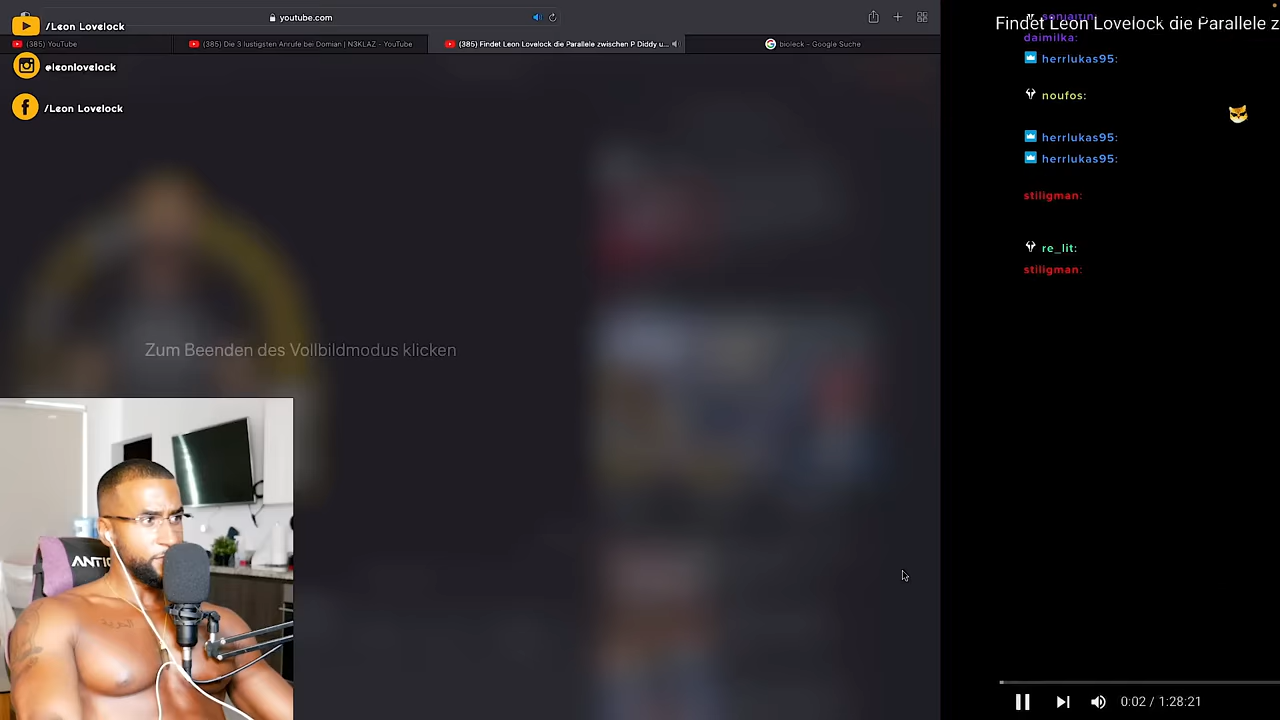 /Leon Lovelock
@leonlovelock
/Leon Lovelock
youtube.com
(385) YouTube
(385) Die 3 lustigsten Anrufe bei Domian | N3KLAZ - YouTube
(385) Findet Leon Lovelock die Parallele zwischen P Diddy u...
bioleck – Google Suche
Zum Beenden des Vollbildmodus klicken
ANTIC
Findet Leon Lovelock die Parallele z
daimilka:
herrlukas95:
noufos:
herrlukas95:
herrlukas95:
stiligman:
re_lit:
stiligman:
0:02 / 1:28:21